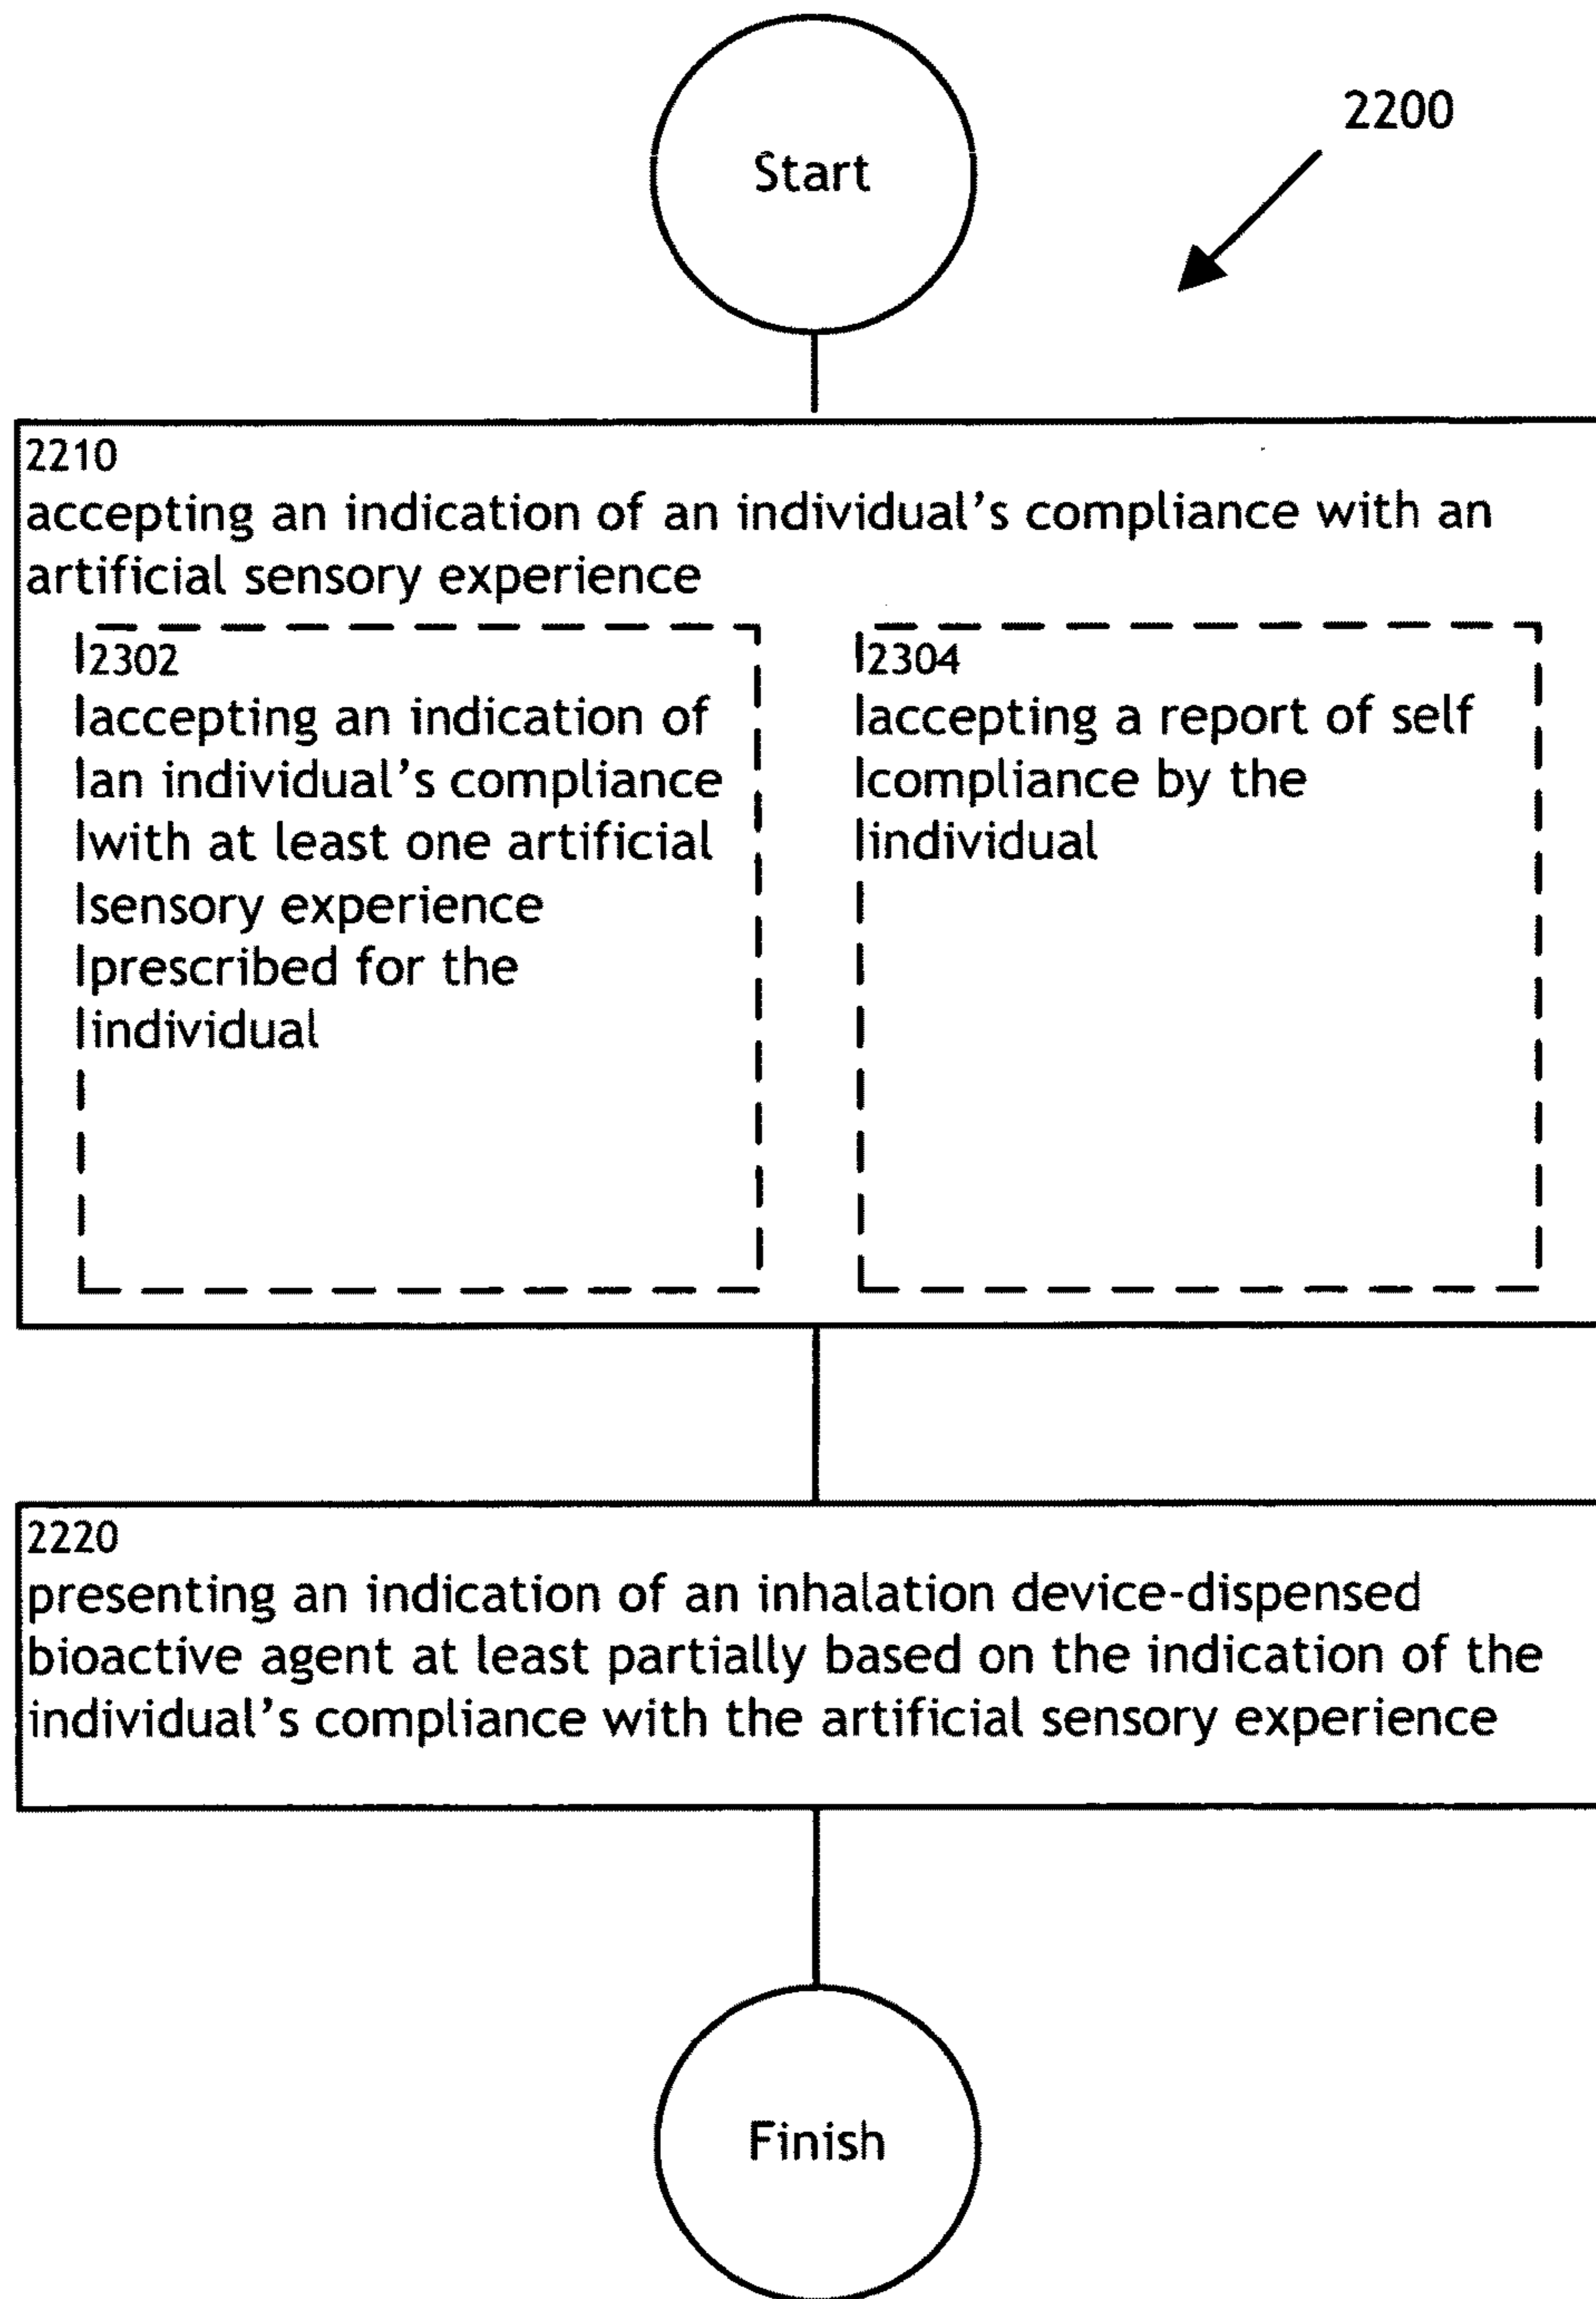 Start
2200
2210
accepting an indication of an individual's compliance with an
artificial sensory experience
2302
accepting an indication of
an individual's compliance
with at least one artificial
sensory experience
prescribed for the
individual
2304
accepting a report of self
compliance by the
individual
2220
presenting an indication of an inhalation device-dispensed
bioactive agent at least partially based on the indication of the
individual's compliance with the artificial sensory experience
Finish